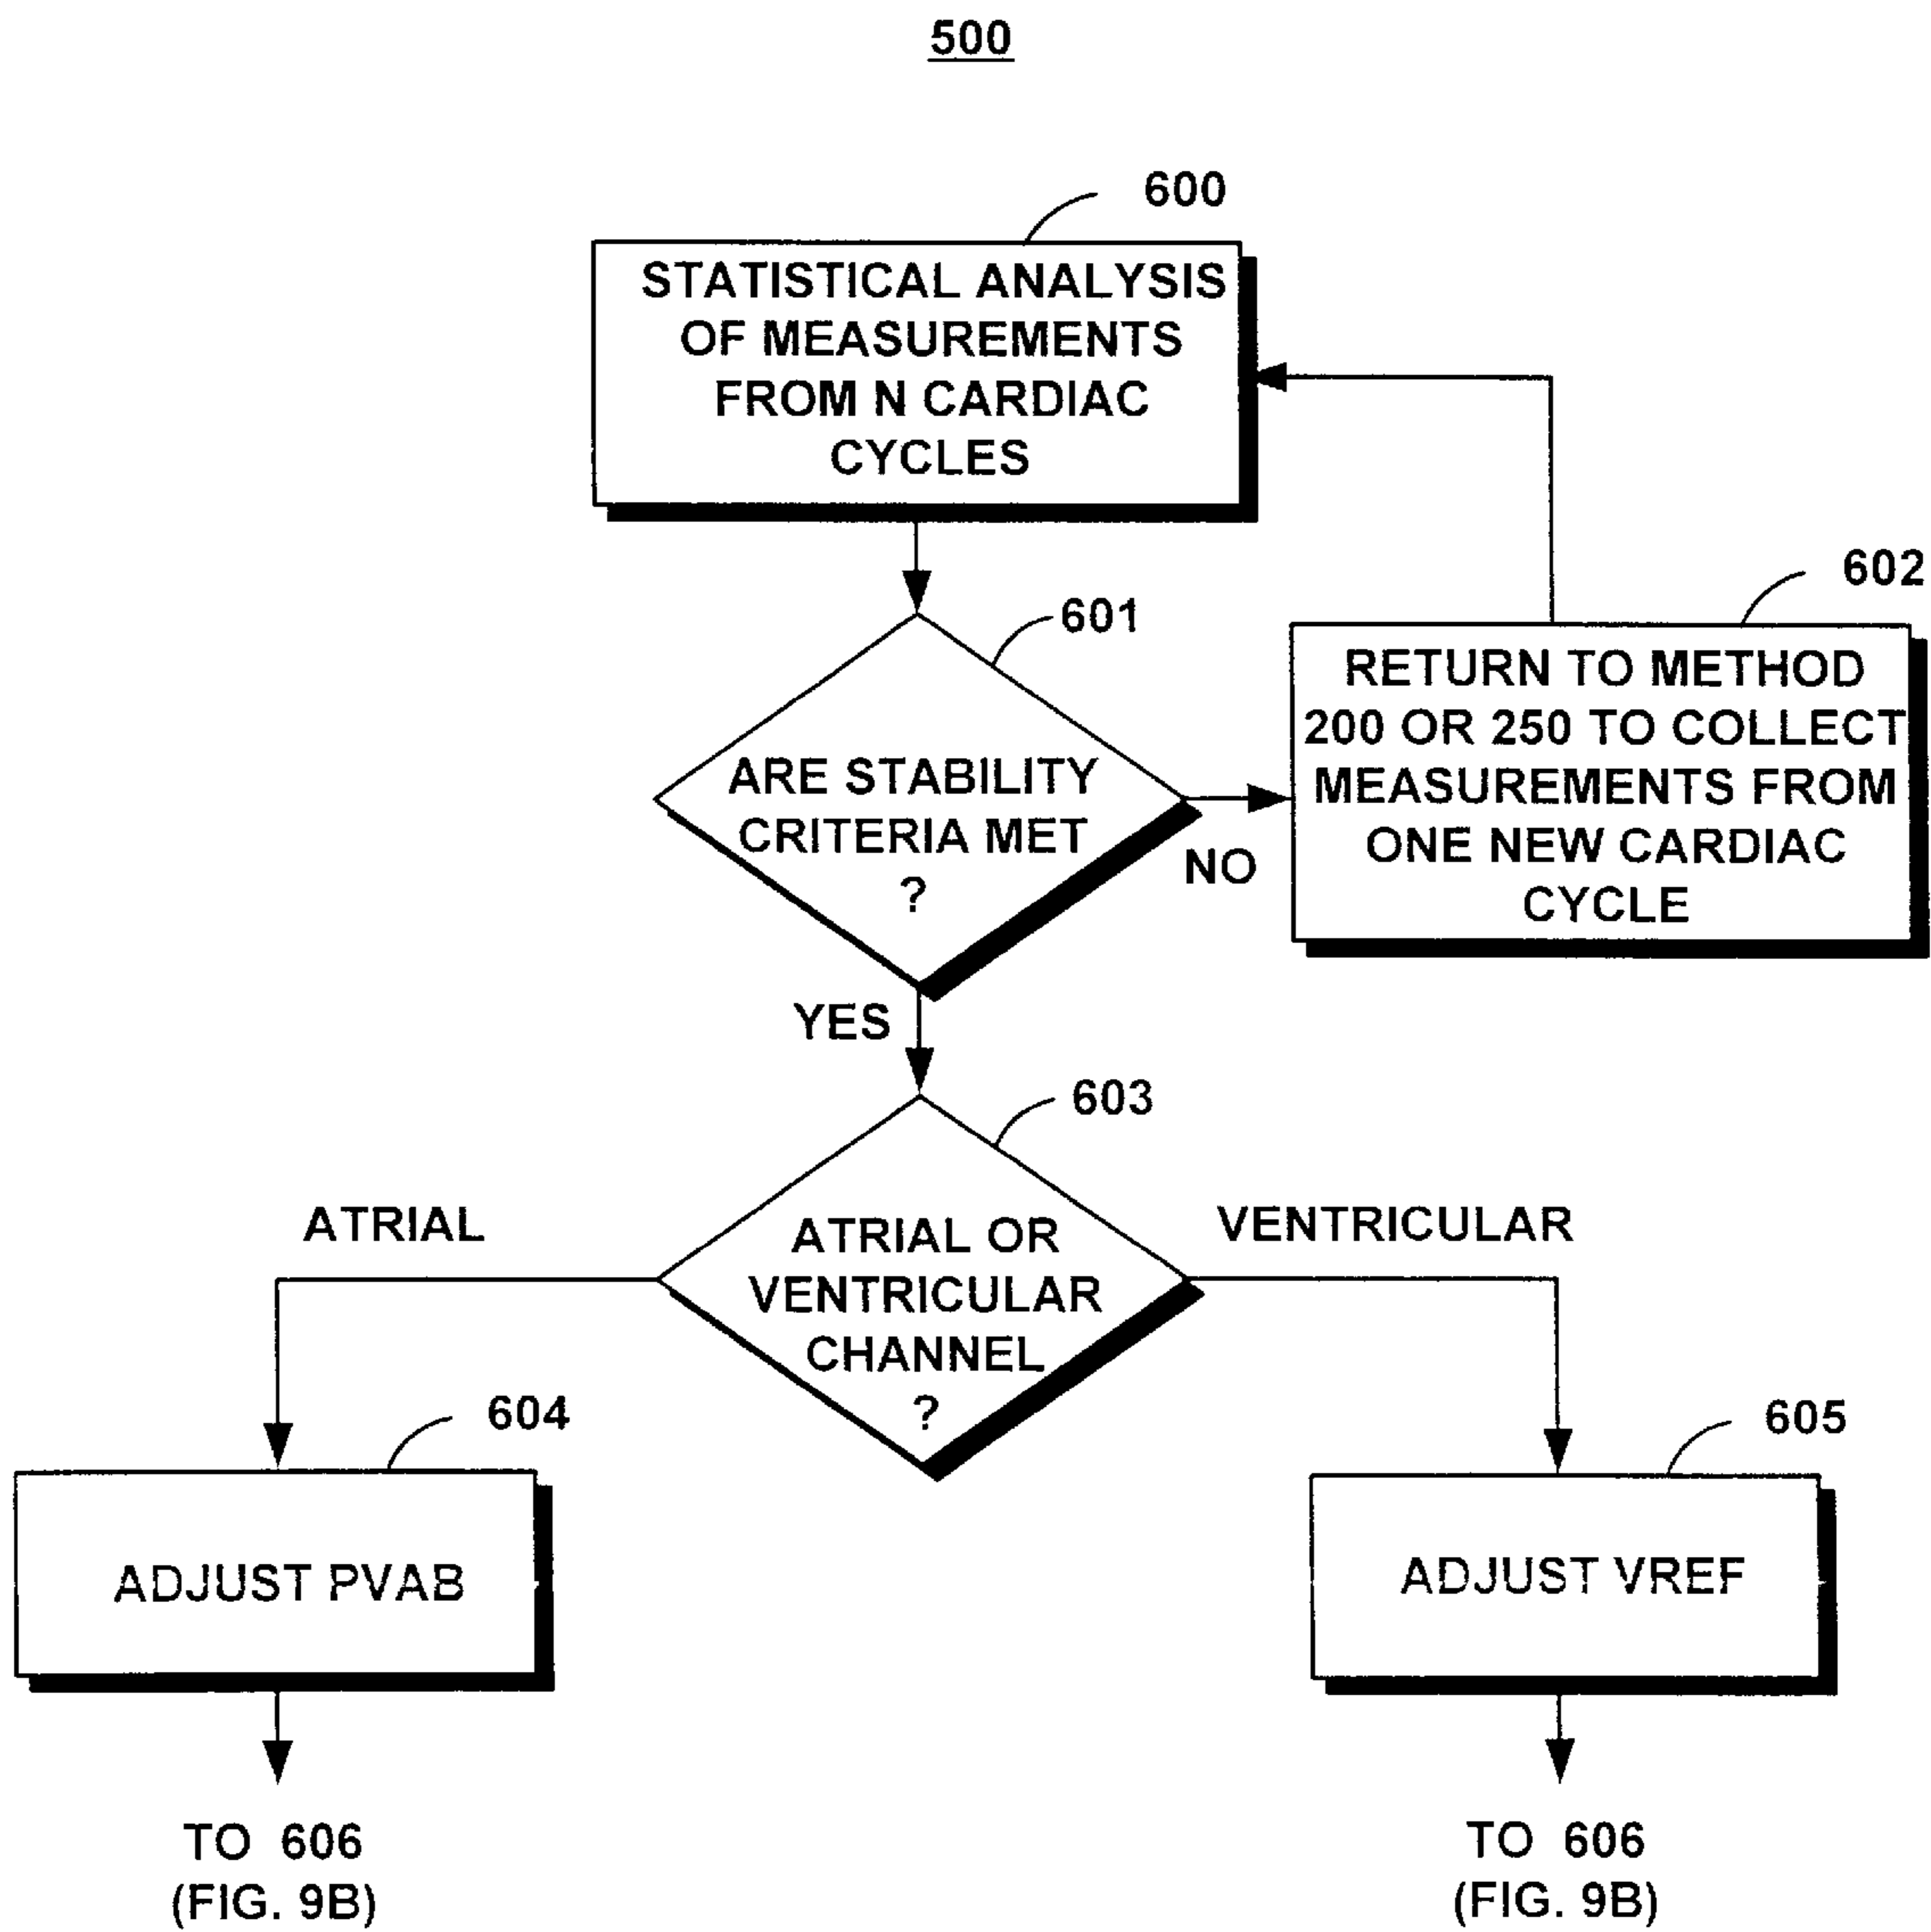 500
600
STATISTICAL ANALYSIS
OF MEASUREMENTS
FROM N CARDIAC
CYCLES
602
601
RETURN TO METHOD
200 OR 250 TO COLLECT
MEASUREMENTS FROM
ONE NEW CARDIAC
CYCLE
ARE STABILITY
CRITERIA MET
?
NO
YES
603
ATRIAL
VENTRICULAR
ATRIAL OR
VENTRICULAR
CHANNEL
?
604
605
ADJUST PVAB
ADJUST VREF
TO 606
(FIG. 9B)
TO 606
(FIG. 9B)